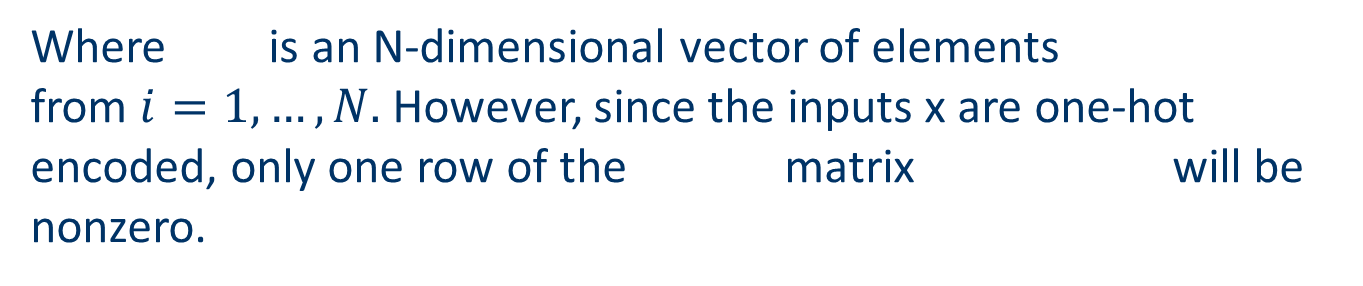 Where is an N-dimensional vector of elements
from i = 1, … , N. However, since the inputs x are one-hot
encoded, only one row of the matrix will be
nonzero.